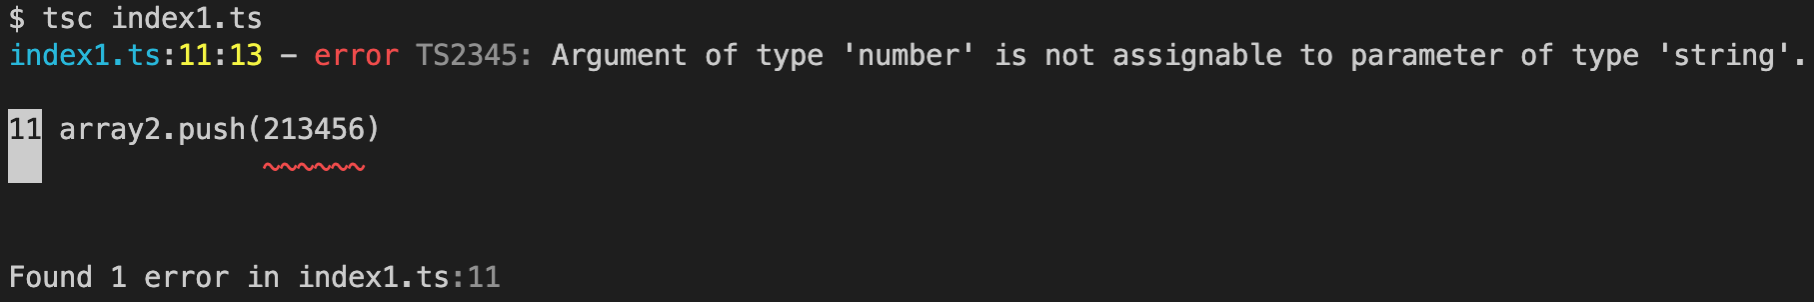 $ tsc index1.ts
index1.ts:11:13 - error TS2345: Argument of type 'number' is not assignable to parameter of type 'string'.
11 array2.push(213456)
Found 1 error in index1.ts:11